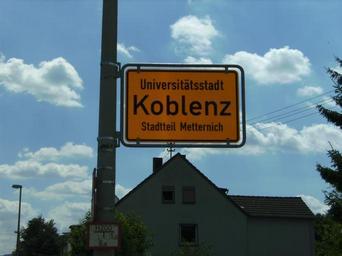 Universitätsstadt
Koblenz
Stadtteil Metternich